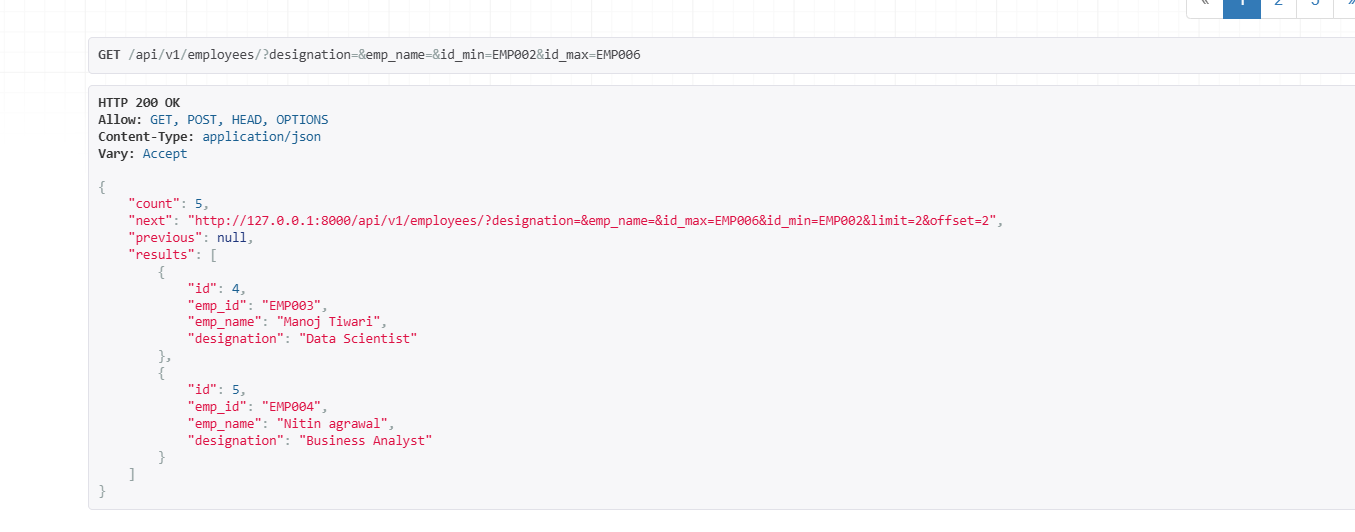 « 1 2 3 »
GET /api/v1/employees/?designation=&emp_name=&id_min=EMP002&id_max=EMP006
HTTP 200 OK
Allow: GET, POST, HEAD, OPTIONS
Content-Type: application/json
Vary: Accept
{
"count": 5,
"next": "http://127.0.0.1:8000/api/v1/employees/?designation=&emp_name=&id_max=EMP006&id_min=EMP002&limit=2&offset=2",
"previous": null,
"results": [
{
"id": 4,
"emp_id": "EMP003",
"emp_name": "Manoj Tiwari",
"designation": "Data Scientist"
},
{
"id": 5,
"emp_id": "EMP004",
"emp_name": "Nitin agrawal",
"designation": "Business Analyst"
}
]
}